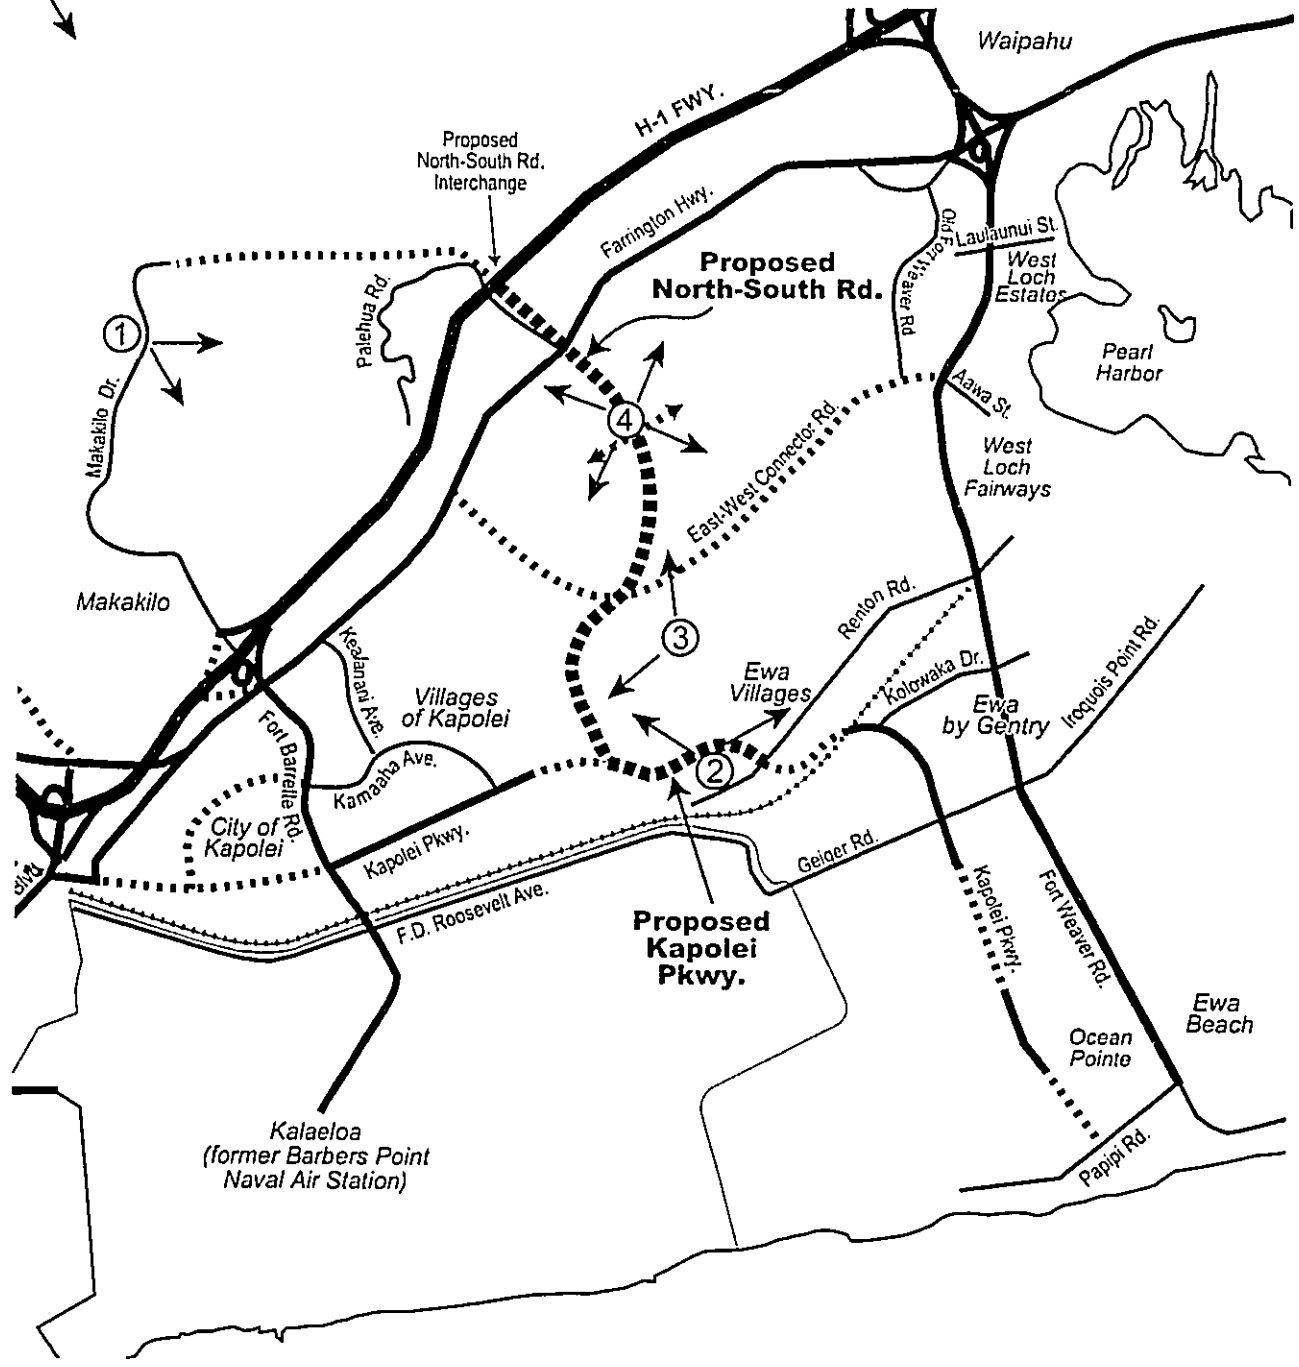 Waipahu
H-1 FWY.
Proposed
North-South Rd.
Interchange
Farrington Hwy.
Old Fort Weaver Rd
Laulaunui St.
West
Loch
Estates
Proposed
North-South Rd.
Palehua Rd.
1
Pearl
Harbor
Makakilo Dr.
4
Aawa St.
East-West Connector Rd.
West
Loch
Fairways
Makakilo
Renton Rd.
3
Kealanani Ave.
Iroquois Point Rd.
Ewa
Villages
Kolowaka Dr.
Villages
of Kapolei
Ewa
by Gentry
Fort Barrette Rd.
2
Kamaaha Ave.
City of
Kapolei
Kapolei Pkwy.
Geiger Rd.
Blvd
F.D. Roosevelt Ave.
Proposed
Kapolei
Pkwy.
Kapolei Pkwy.
Fort Weaver Rd.
Ewa
Beach
Ocean
Pointe
Kalaeloa
(former Barbers Point
Naval Air Station)
Papipi Rd.